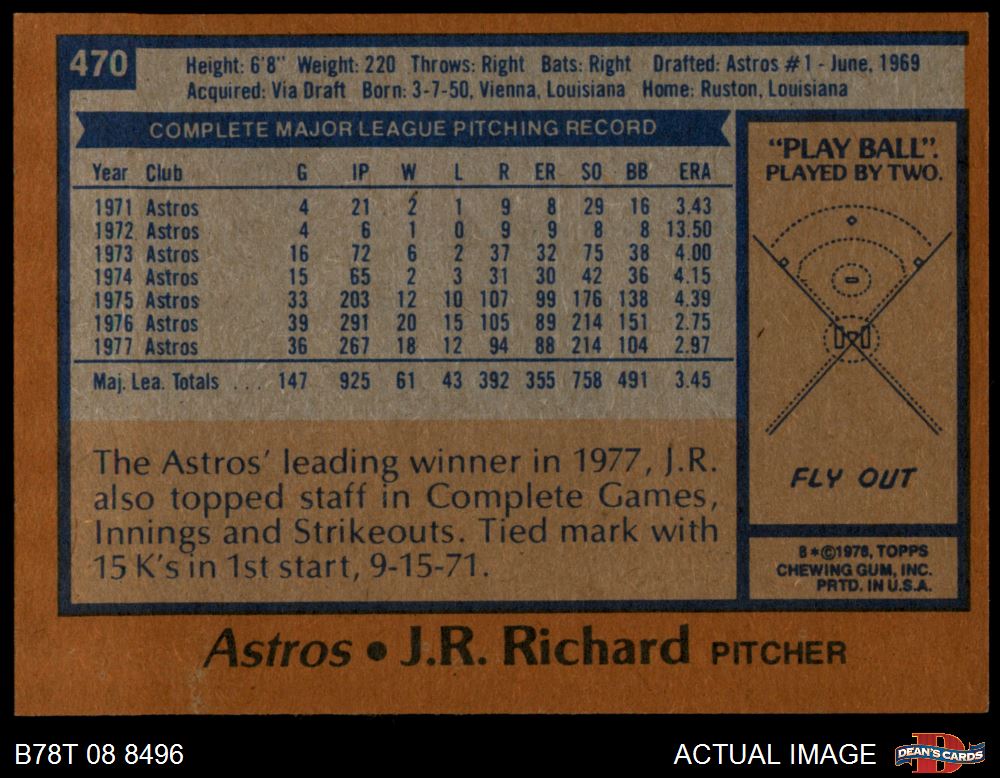 470
Height: 6'8" Weight: 220 Throws: Right Bats: Right Drafted: Astros #1 - June, 1969
Acquired: Via Draft Born: 3-7-50, Vienna, Louisiana Home: Ruston, Louisiana
COMPLETE MAJOR LEAGUE PITCHING RECORD
Year Club G IP W L R ER SO BB ERA
1971 Astros 4 21 2 1 9 8 29 16 3.43
1972 Astros 4 6 1 0 9 9 8 8 13.50
1973 Astros 16 72 6 2 37 32 75 38 4.00
1974 Astros 15 65 2 3 31 30 42 36 4.15
1975 Astros 33 203 12 10 107 99 176 138 4.39
1976 Astros 39 291 20 15 105 89 214 151 2.75
1977 Astros 36 267 18 12 94 88 214 104 2.97
Maj. Lea. Totals . . . 147 925 61 43 392 355 758 491 3.45
The Astros' leading winner in 1977, J.R.
also topped staff in Complete Games,
Innings and Strikeouts. Tied mark with
15 K's in 1st start, 9-15-71.
"PLAY BALL".
PLAYED BY TWO.
FLY OUT
8*©1978, TOPPS
CHEWING GUM, INC.
PRTD. IN U.S.A.
Astros • J.R. Richard PITCHER
B78T 08 8496
ACTUAL IMAGE
DEAN'S CARDS